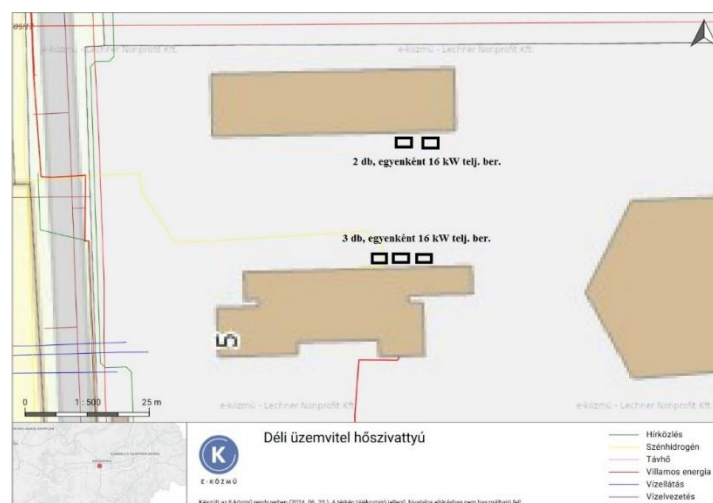 e-közmű - Lechner Nonprofit Kft.
e-közmű - Lechner Nonprofit Kft.
2 db, egyenként 16 kW telj. ber.
3 db, egyenként 16 kW telj. ber.
5
0 1 : 500 25 m
e-közmű - Lechner Nonprofit Kft.
e-közmű - Lechner Nonprofit Kft.
Déli üzemvitel hőszivattyú
K
E-KÖZMŰ
Hírközlés
Szénhidrogén
Távhő
Villamos energia
Vízellátás
Vízelvezetés